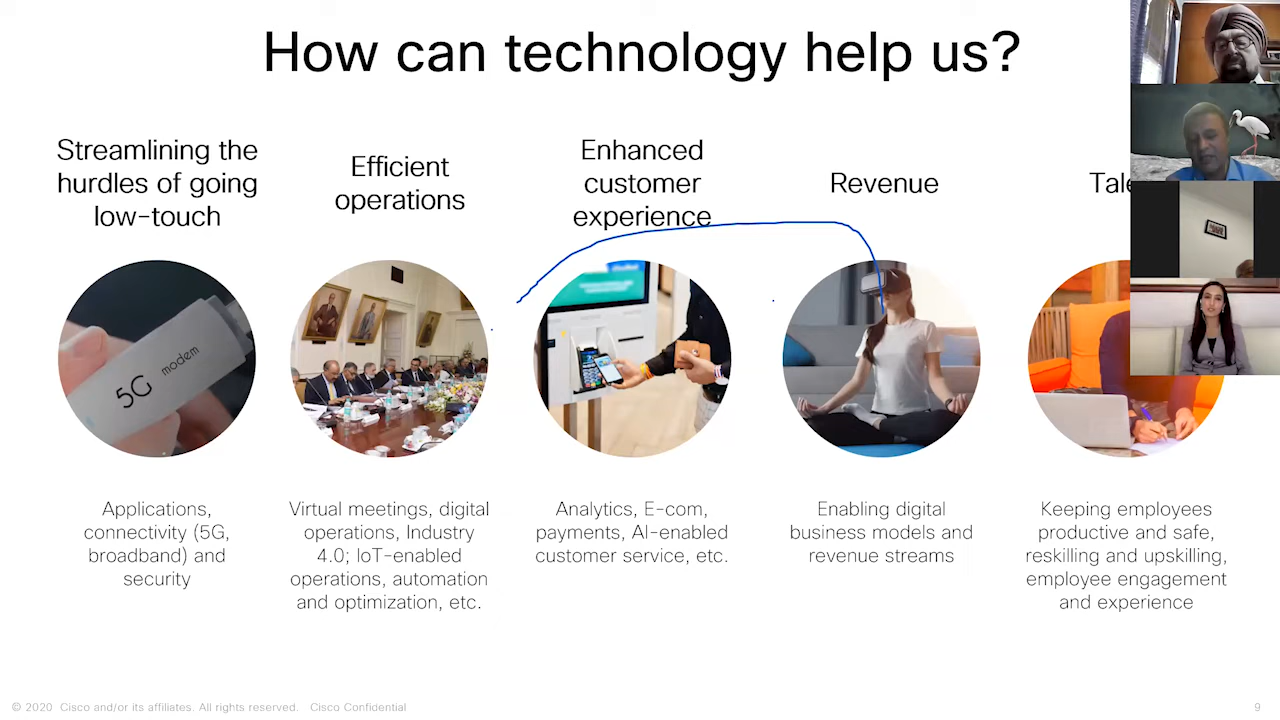 How can technology help us?
Streamlining the
hurdles of going
low-touch
Efficient
operations
Enhanced
customer
experience
Revenue
Tale
5G modem
Applications,
connectivity (5G,
broadband) and
security
Virtual meetings, digital
operations, Industry
4.0; IoT-enabled
operations, automation
and optimization, etc.
Analytics, E-com,
payments, AI-enabled
customer service, etc.
Enabling digital
business models and
revenue streams
Keeping employees
productive and safe,
reskilling and upskilling,
employee engagement
and experience
© 2020 Cisco and/or its affiliates. All rights reserved. Cisco Confidential
9